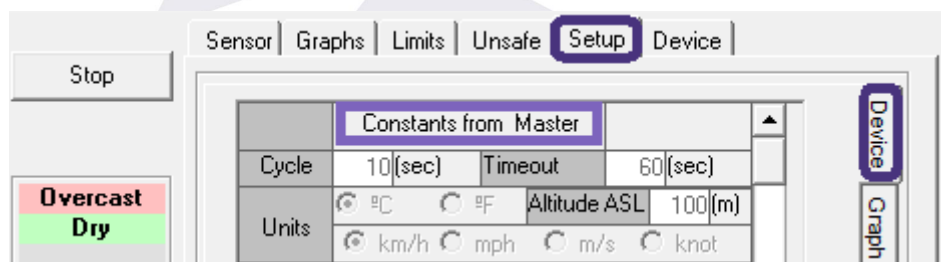 Sensor Graphs Limits Unsafe Setup Device
Stop
Constants from Master
Cycle 10 (sec) Timeout 60 (sec)
Units ºC ºF Altitude ASL 100 (m)
km/h mph m/s knot
Overcast
Dry
Device
Graph